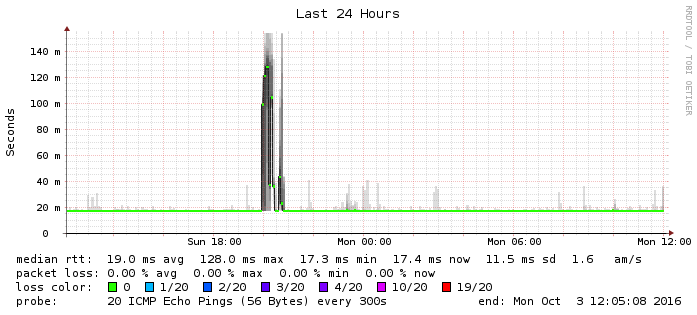 Last 24 Hours
RRDTOOL / TOBI OETIKER
Seconds
140 m
120 m
100 m
80 m
60 m
40 m
20 m
0
Sun 18:00 Mon 00:00 Mon 06:00 Mon 12:00
median rtt: 19.0 ms avg 128.0 ms max 17.3 ms min 17.4 ms now 11.5 ms sd 1.6 am/s
packet loss: 0.00 % avg 0.00 % max 0.00 % min 0.00 % now
loss color: 0 1/20 2/20 3/20 4/20 10/20 19/20
probe: 20 ICMP Echo Pings (56 Bytes) every 300s end: Mon Oct 3 12:05:08 2016